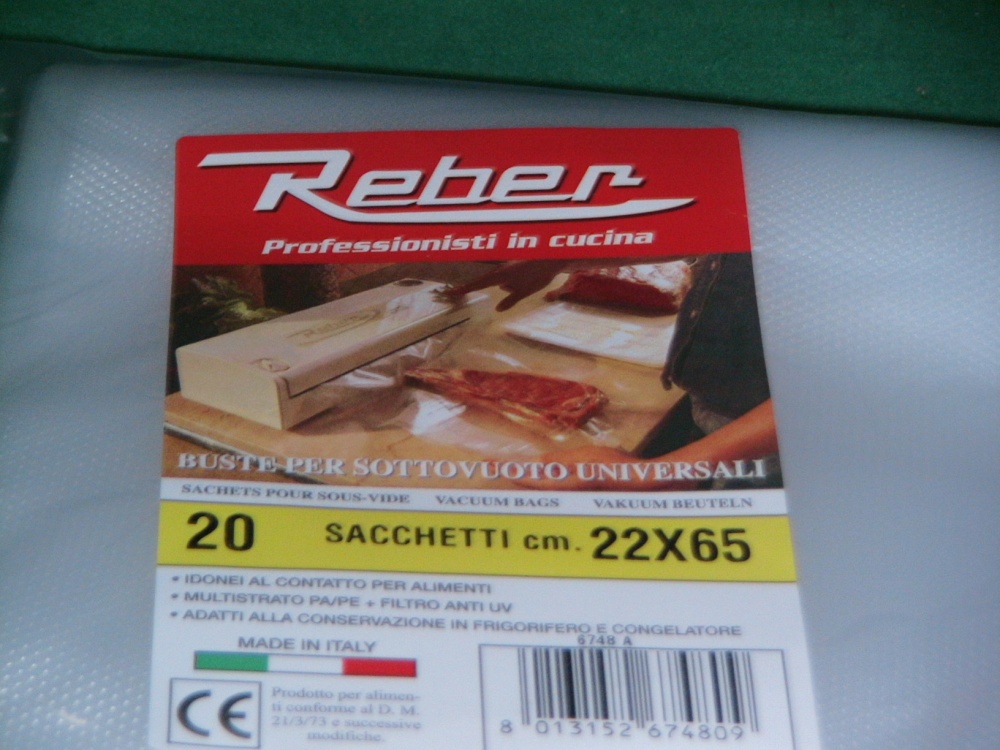 Reber
Professionisti in cucina
Reber
BUSTE PER SOTTOVUOTO UNIVERSALI
SACHETS POUR SOUS-VIDE VACUUM BAGS VAKUUM BEUTELN
20 SACCHETTI cm. 22X65
• IDONEI AL CONTATTO PER ALIMENTI
• MULTISTRATO PA/PE + FILTRO ANTI UV
• ADATTI ALLA CONSERVAZIONE IN FRIGORIFERO E CONGELATORE
MADE IN ITALY
6748 A
CE
Prodotto per alimen-
ti conforme al D. M.
21/3/73 e successive
modifiche.
8 013152 674809